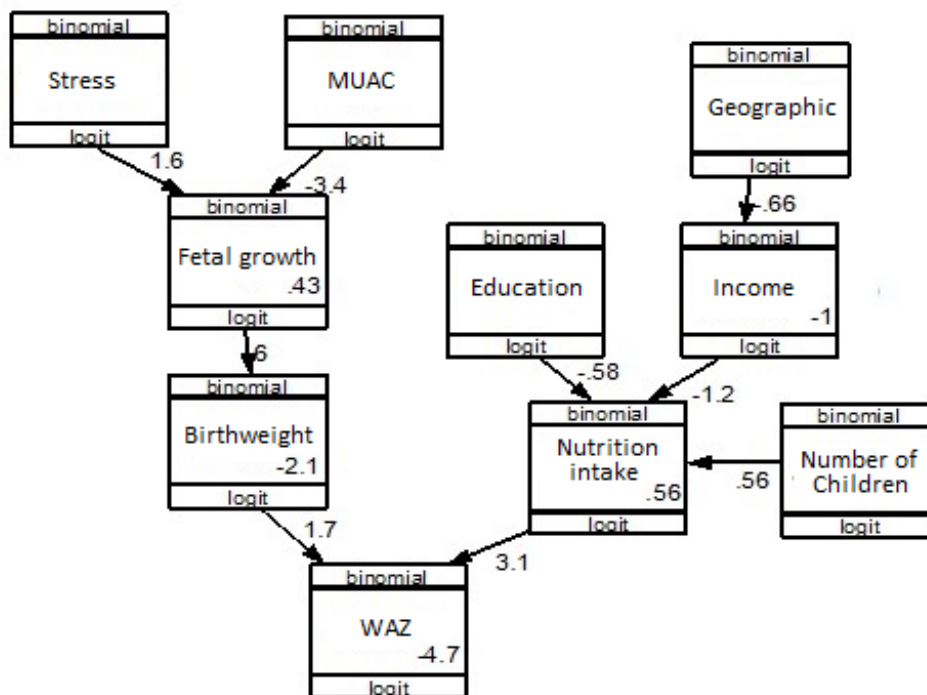 binomial
Stress
logit
binomial
MUAC
logit
binomial
Geographic
logit
1.6
-3.4
-.66
binomial
Fetal growth
.43
logit
binomial
Education
logit
binomial
Income
-1
logit
6
-.58
-1.2
binomial
Birthweight
-2.1
logit
binomial
Nutrition
intake
.56
logit
.56
binomial
Number of
Children
logit
1.7
3.1
binomial
WAZ
-4.7
logit